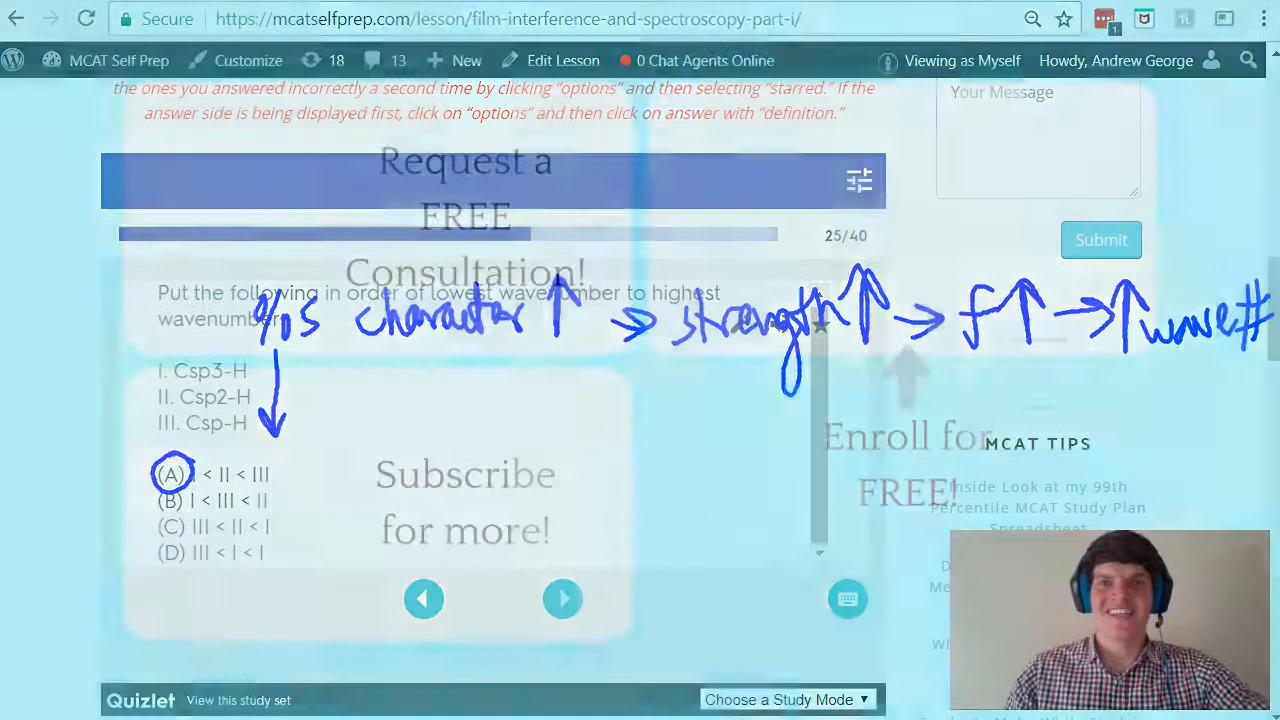 Secure https://mcatselfprep.com/lesson/film-interference-and-spectroscopy-part-i/
1
MCAT Self Prep Customize 18 13 New Edit Lesson 0 Chat Agents Online Viewing as Myself Howdy, Andrew George
the ones you answered incorrectly a second time by clicking “options” and then selecting “starred.” If the
answer side is being displayed first, click on “options” and then click on answer with “definition.”
Your Message
Request a
FREE
Consultation!
25/40
Submit
Put the following in order of lowest wavenumber to highest
wavenumber
%s character ↑ → strength ↑ → f ↑ → ↑ wave#
I. Csp3-H
II. Csp2-H
III. Csp-H
(A) I < II < III
(B) I < III < II
(C) III < II < I
(D) III < I < I
Subscribe
for more!
Enroll for
FREE!
MCAT TIPS
Inside Look at my 99th
Percentile MCAT Study Plan
Spreadsheet
Quizlet View this study set
Choose a Study Mode